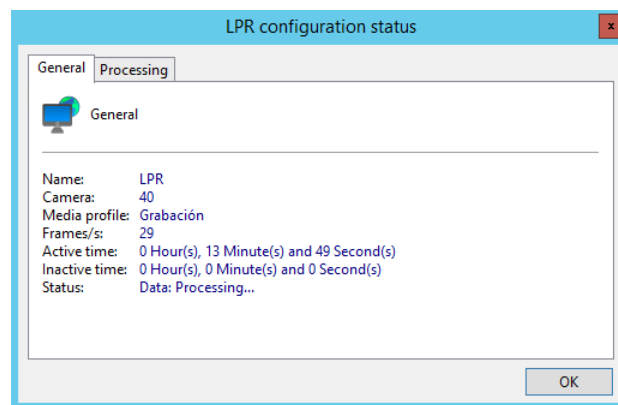 LPR configuration status
x
General Processing
General
Name: LPR
Camera: 40
Media profile: Grabación
Frames/s: 29
Active time: 0 Hour(s), 13 Minute(s) and 49 Second(s)
Inactive time: 0 Hour(s), 0 Minute(s) and 0 Second(s)
Status: Data: Processing...
OK